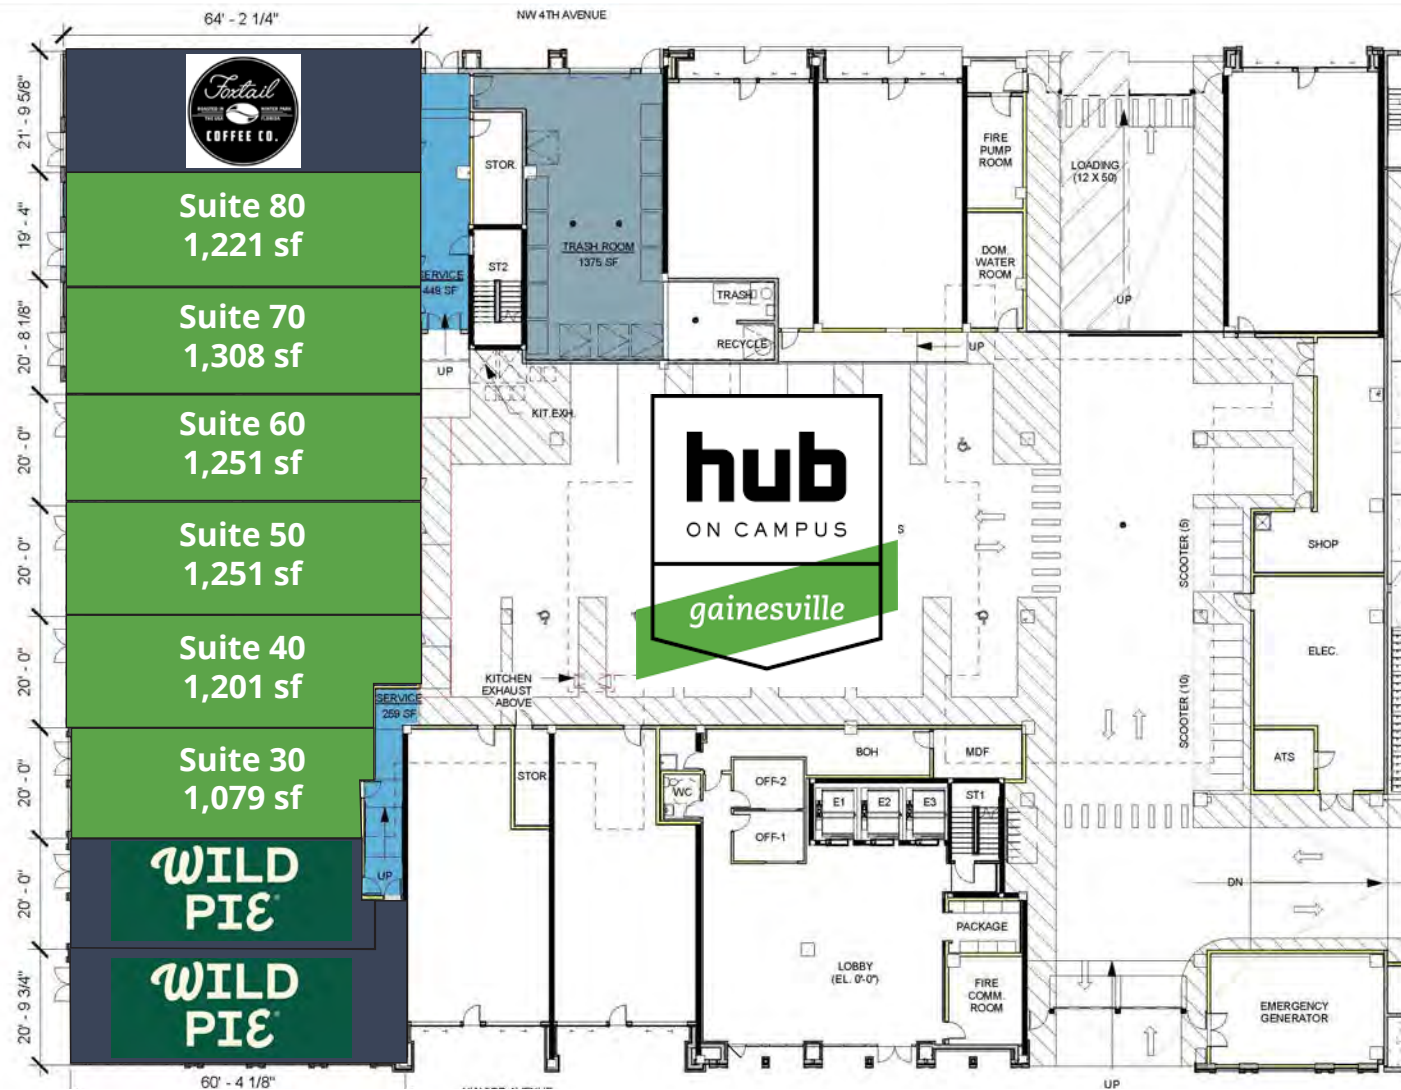 64' - 2 1/4"
NW 4TH AVENUE
21' - 9 5/8"
Foxtail
COFFEE CO.
STOR.
FIRE
PUMP
ROOM
LOADING
(12 X 50)
19' - 4"
Suite 80
1,221 sf
TRASH ROOM
1375 SF
ST2
DOM.
WATER
ROOM
ERVICE
448 SF
TRASH
UP
20' - 8 1/8"
Suite 70
1,308 sf
RECYCLE
UP
UP
KIT.EXH.
20' - 0"
Suite 60
1,251 sf
hub
ON CAMPUS
gainesville
20' - 0"
Suite 50
1,251 sf
S
SCOOTER (5)
SHOP
20' - 0"
Suite 40
1,201 sf
KITCHEN
EXHAUST
ABOVE
ELEC.
SERVICE
259 SF
SCOOTER (10)
20' - 0"
Suite 30
1,079 sf
STOR.
BOH
MDF
ATS
WC
OFF-2
OFF-1
E1
E2
E3
ST1
20' - 0"
WILD
PIE
UP
DN
PACKAGE
20' - 9 3/4"
WILD
PIE
LOBBY
(EL. 0'-0")
FIRE
COMM.
ROOM
EMERGENCY
GENERATOR
60' - 4 1/8"
UP